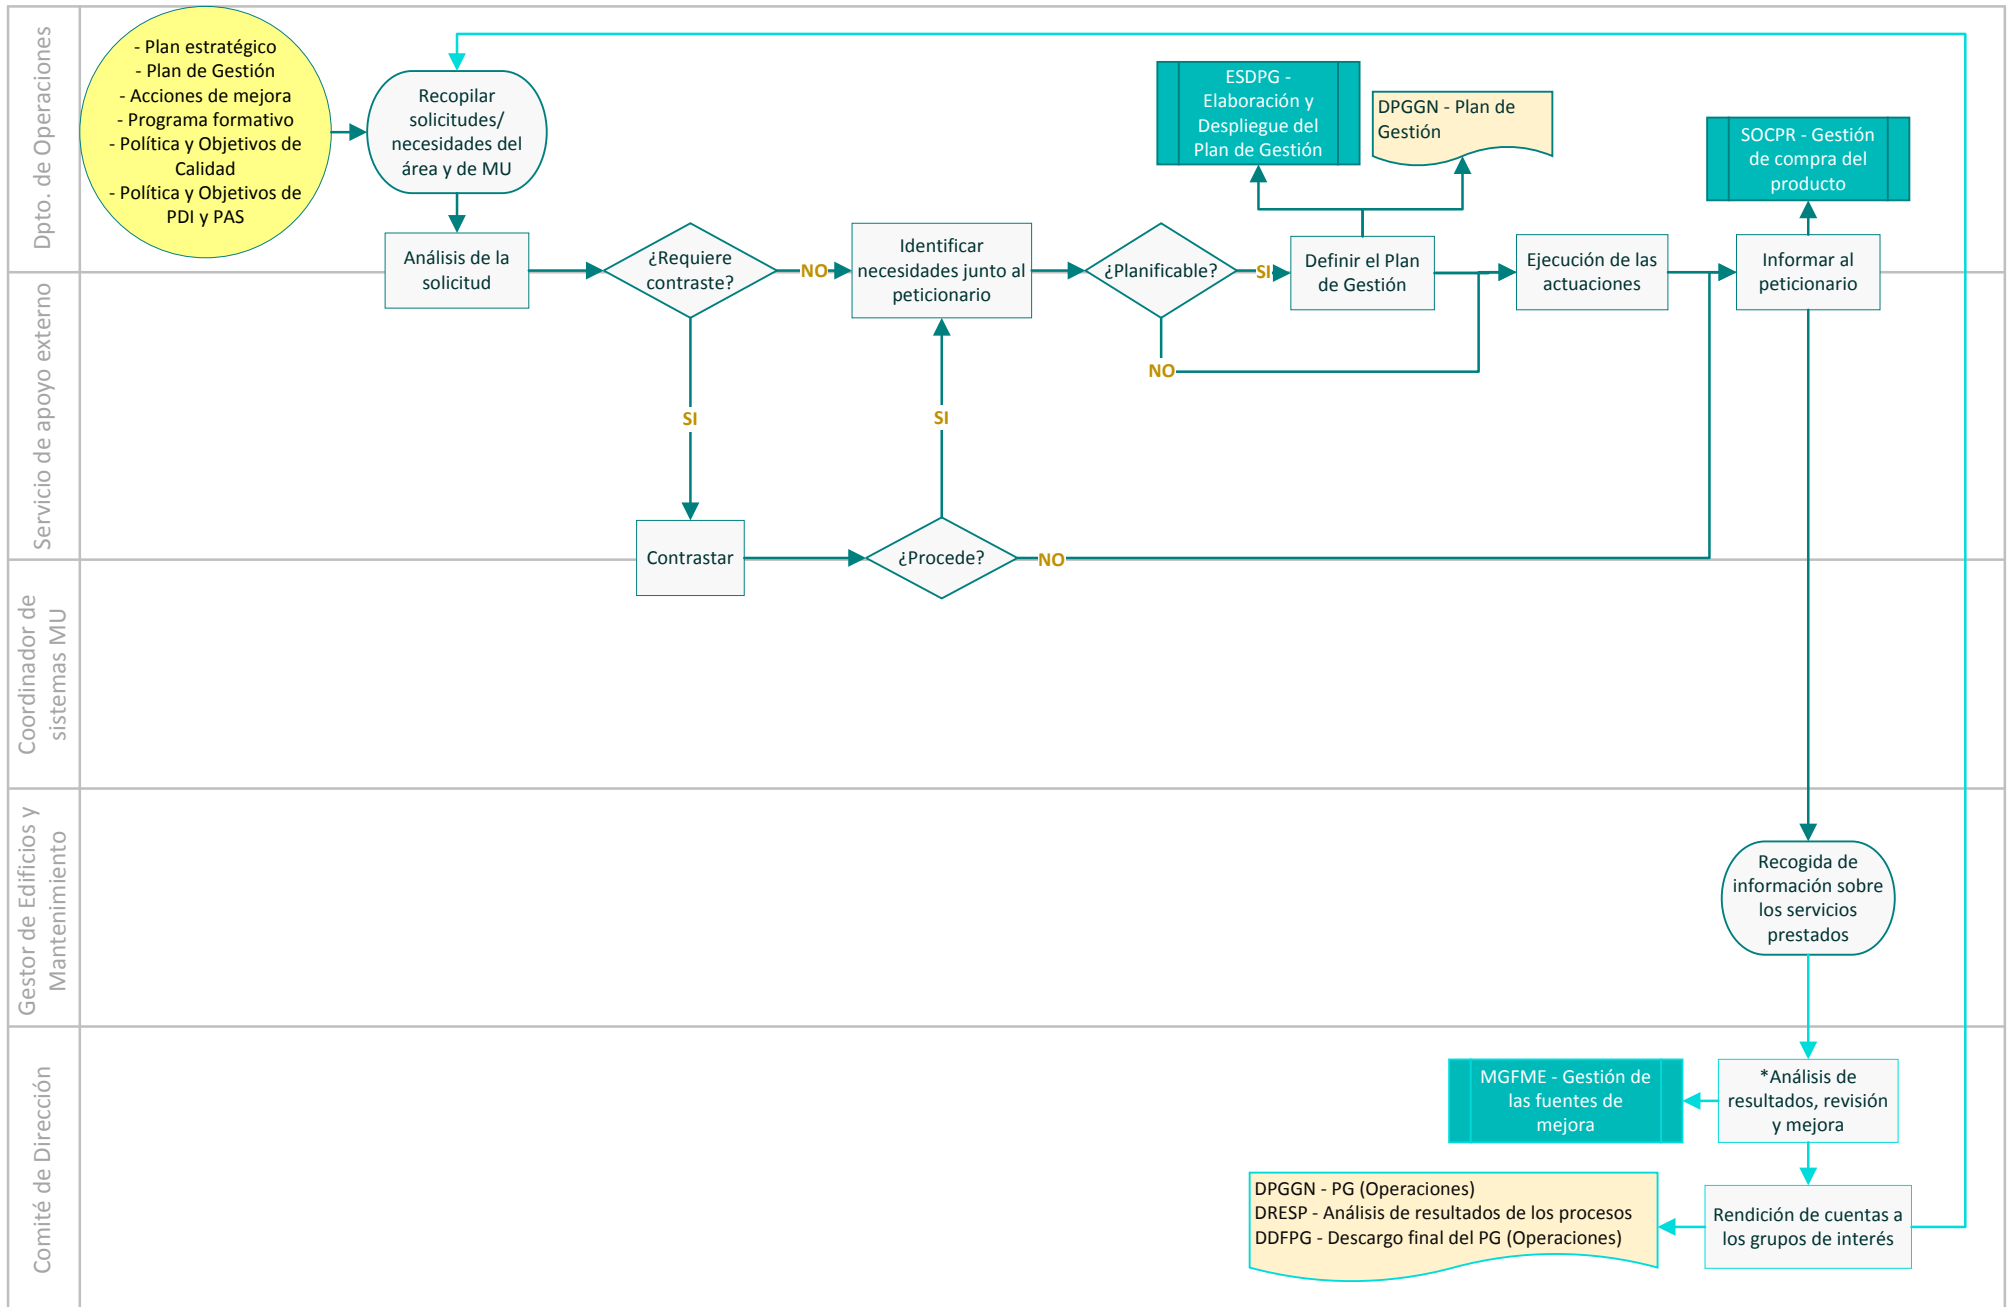 Dpto. de Operaciones
- Plan estratégico
- Plan de Gestión
- Acciones de mejora
- Programa formativo
- Política y Objetivos de
Calidad
- Política y Objetivos de
PDI y PAS
Recopilar
solicitudes/
necesidades del
área y de MU
Análisis de la
solicitud
¿Requiere
contraste?
NO
SI
Identificar
necesidades junto al
peticionario
¿Planificable?
SI
NO
ESDPG -
Elaboración y
Despliegue del
Plan de Gestión
DPGGN - Plan de
Gestión
Definir el Plan
de Gestión
Ejecución de las
actuaciones
SOCPR - Gestión
de compra del
producto
Informar al
peticionario
Servicio de apoyo externo
Contrastar
¿Procede?
SI
NO
Coordinador de
sistemas MU
Gestor de Edificios y
Mantenimiento
Recogida de
información sobre
los servicios
prestados
Comité de Dirección
MGFME - Gestión de
las fuentes de
mejora
*Análisis de
resultados, revisión
y mejora
DPGGN - PG (Operaciones)
DRESP - Análisis de resultados de los procesos
DDFPG - Descargo final del PG (Operaciones)
Rendición de cuentas a
los grupos de interés